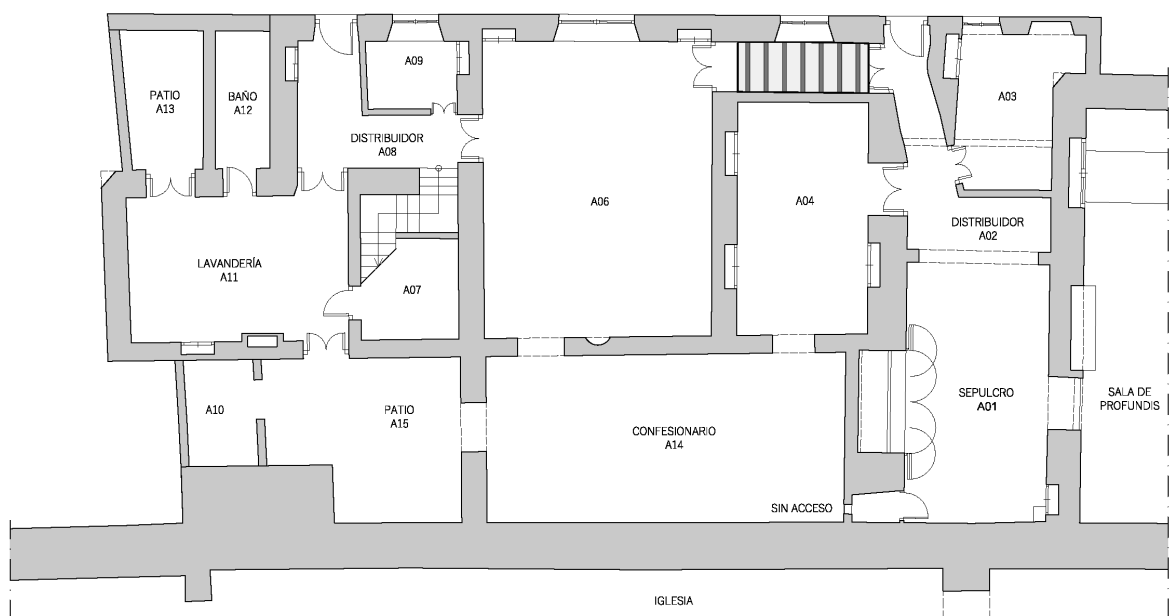 A09
PATIO
A13
BAÑO
A12
A03
DISTRIBUIDOR
A08
A06
A04
DISTRIBUIDOR
A02
LAVANDERÍA
A11
A07
SEPULCRO
A01
SALA DE
PROFUNDIS
A10
PATIO
A15
CONFESIONARIO
A14
SIN ACCESO
IGLESIA